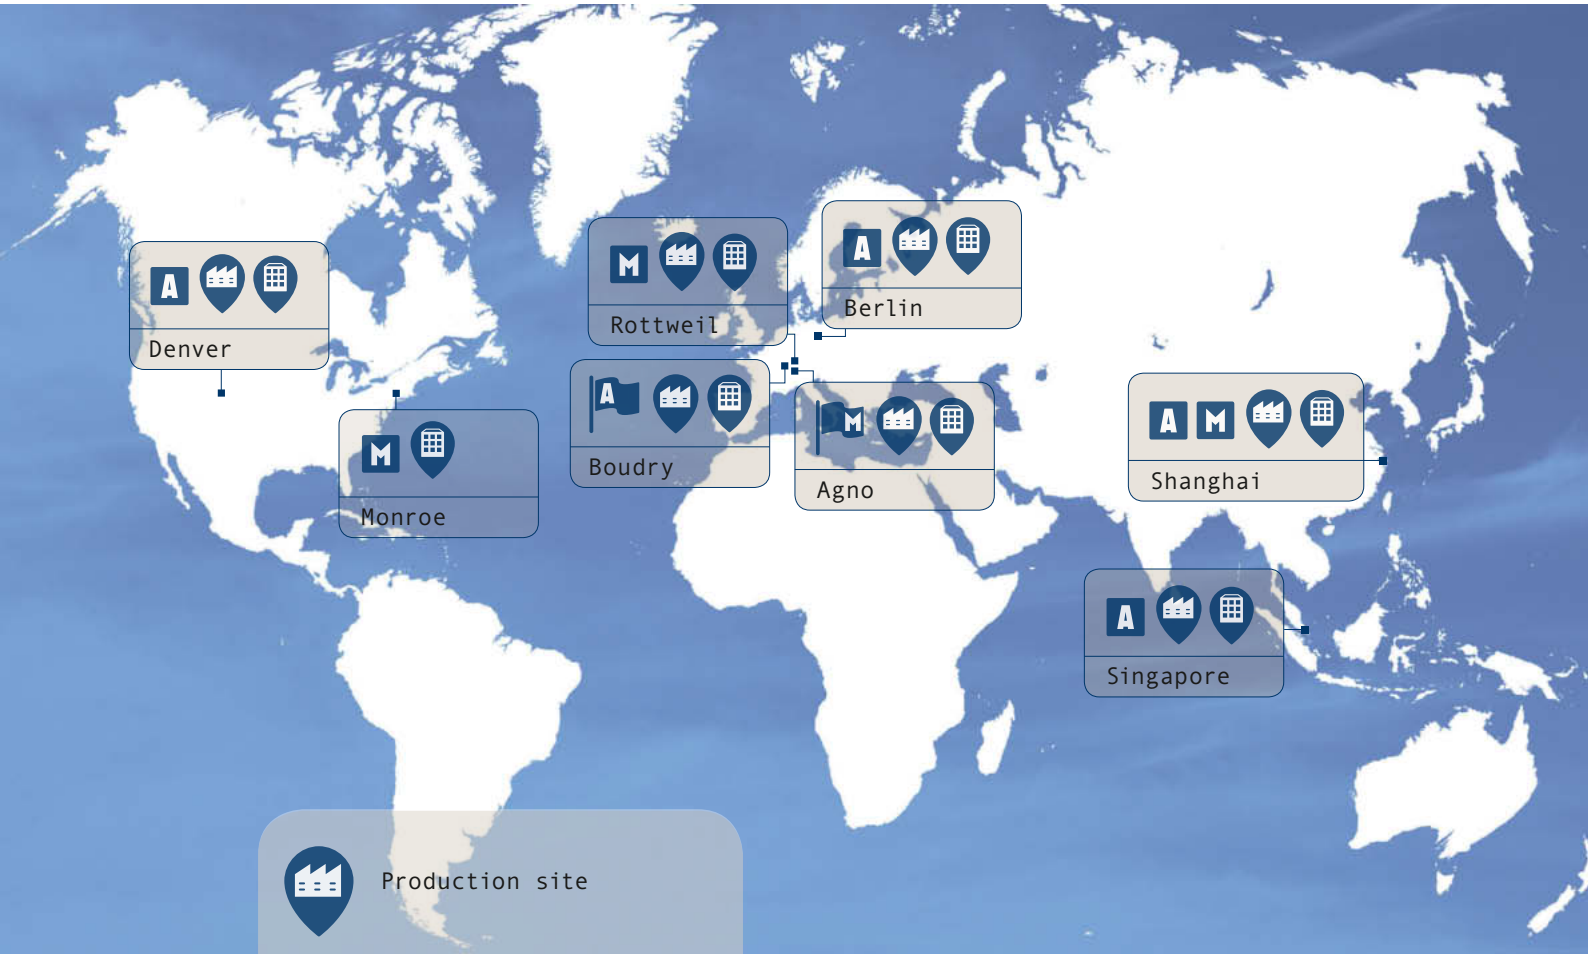 A
Denver
M
Monroe
M
Rottweil
A
Berlin
A
Boudry
M
Agno
A M
Shanghai
A
Singapore
Production site